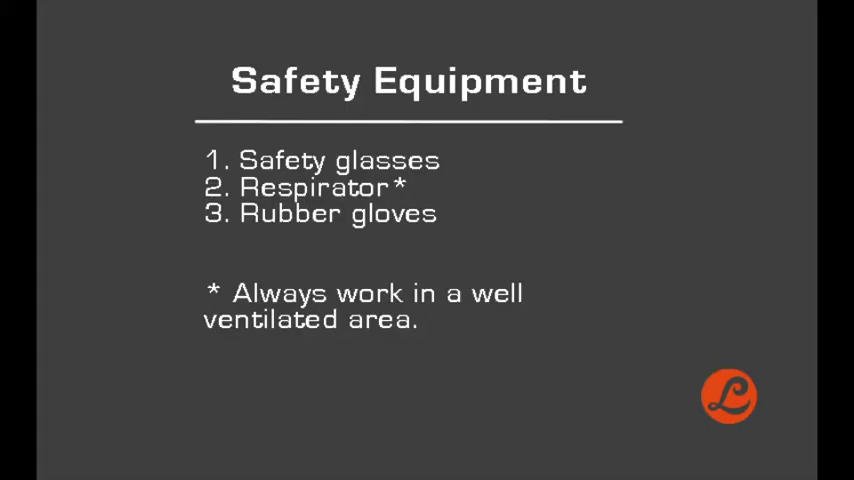 Safety Equipment
1. Safety glasses
2. Respirator*
3. Rubber gloves
* Always work in a well
ventilated area.
L